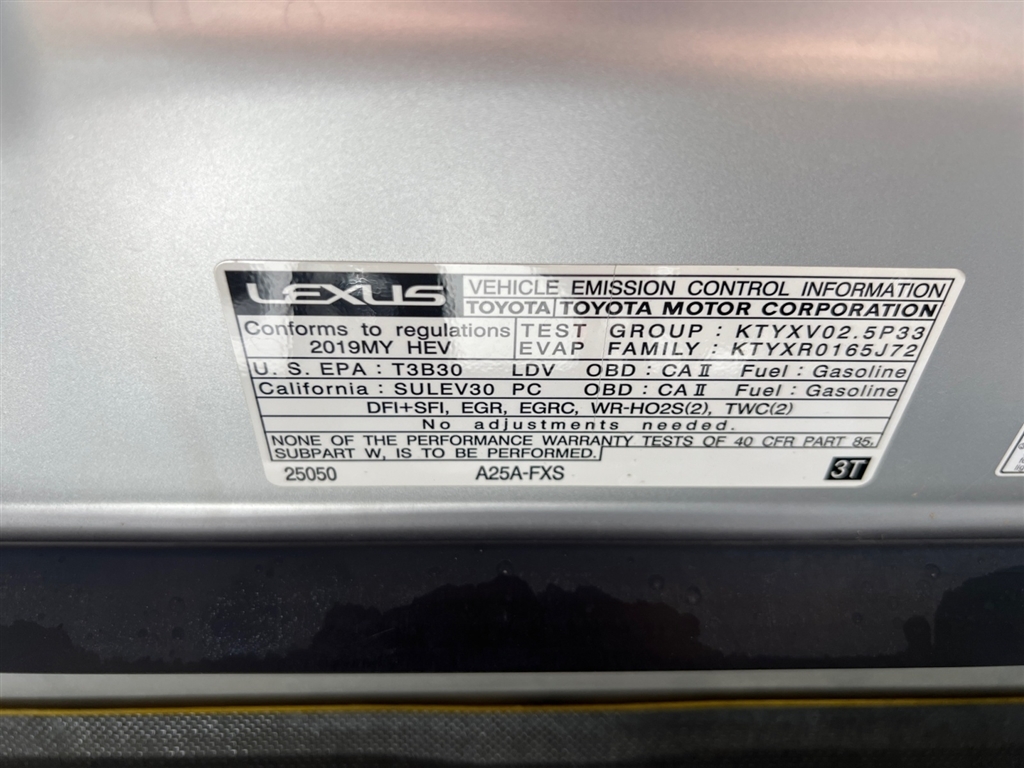 LEXUS VEHICLE EMISSION CONTROL INFORMATION
TOYOTA TOYOTA MOTOR CORPORATION
Conforms to regulations TEST GROUP : KTYXV02.5P33
2019MY HEV EVAP FAMILY : KTYXR0165J72
U.S. EPA : T3B30 LDV OBD : CA II Fuel : Gasoline
California : SULEV30 PC OBD : CA II Fuel : Gasoline
DFI+SFI, EGR, EGRC, WR-HO2S(2), TWC(2)
No adjustments needed.
NONE OF THE PERFORMANCE WARRANTY TESTS OF 40 CFR PART 85,
SUBPART W, IS TO BE PERFORMED.
25050 A25A-FXS 3T